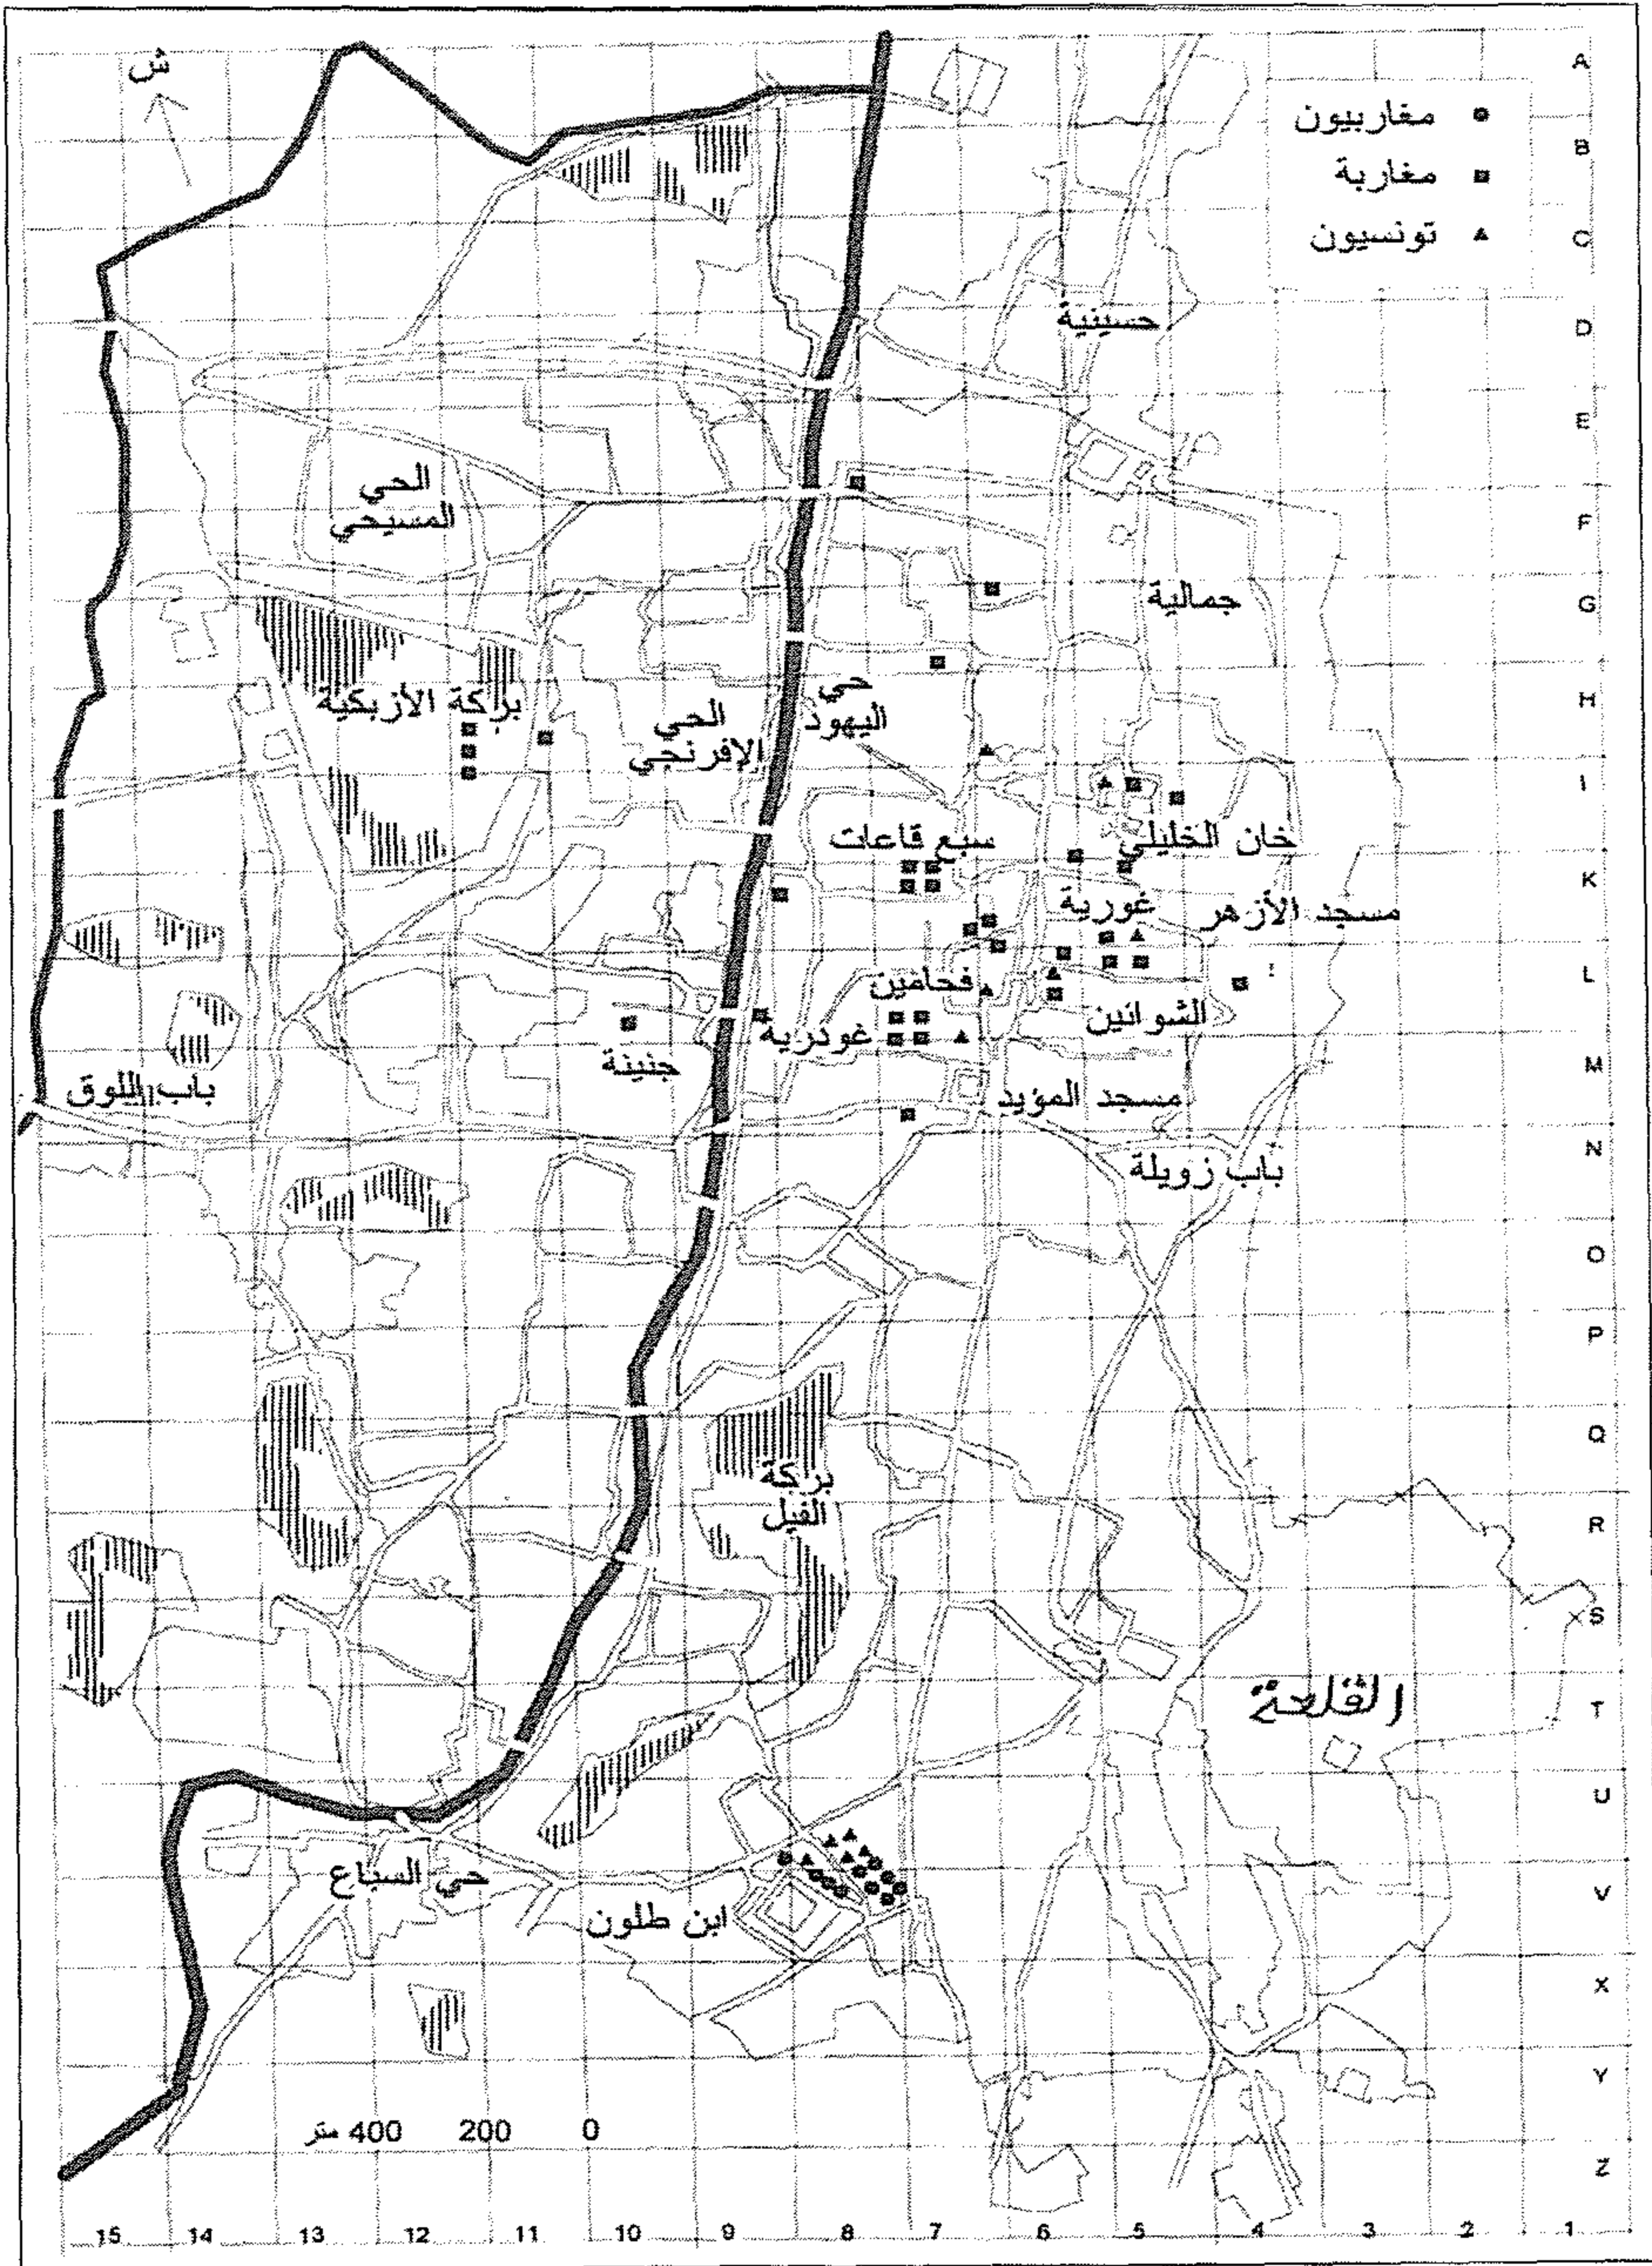 ش
مغاربيون
مغاربة
تونسيون
A
B
C
حسينية
D
E
الحي
المسيحي
F
جمالية
G
بركة الأزبكية
الحي
الإفرنجي
حي
اليهود
H
I
سبع قاعات
خان الخليلي
K
غورية
مسجد الأزهر
فحامين
L
الشوانين
غودرية
جنينة
M
باب اللوق
مسجد المؤيد
N
باب زويلة
O
P
Q
بركة
الفيل
R
S
القلعة
T
U
حي السباع
V
ابن طلون
X
Y
0 200 400 متر
Z
15 14 13 12 11 10 9 8 7 6 5 4 3 2 1